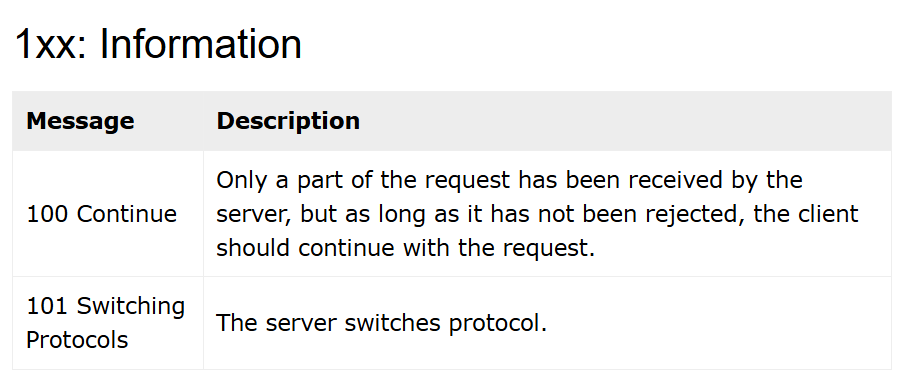 1xx: Information
Message Description
100 Continue
Only a part of the request has been received by the
server, but as long as it has not been rejected, the client
should continue with the request.
101 Switching
Protocols
The server switches protocol.